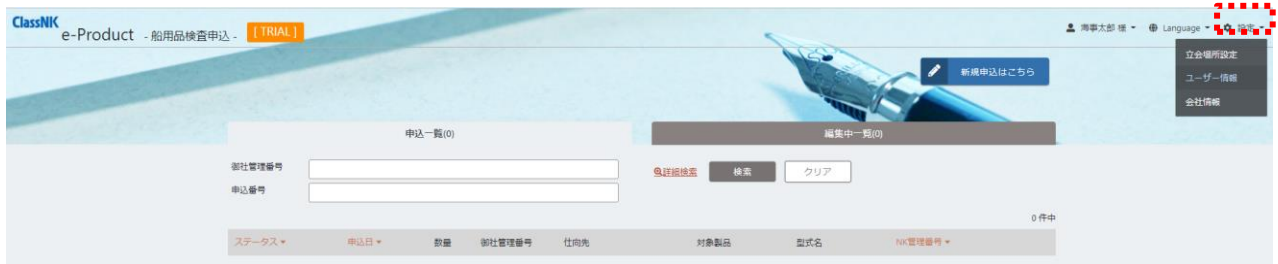 ClassNK
e-Product - 船用品検査申込 - [ TRIAL ]
海事太郎 様 Language 設定
立会場所設定
ユーザー情報
会社情報
新規申込はこちら
申込一覧(0) 編集中一覧(0)
御社管理番号
詳細検索 検索 クリア
申込番号
0 件中
ステータス 申込日 数量 御社管理番号 仕向先 対象製品 型式名 NK管理番号